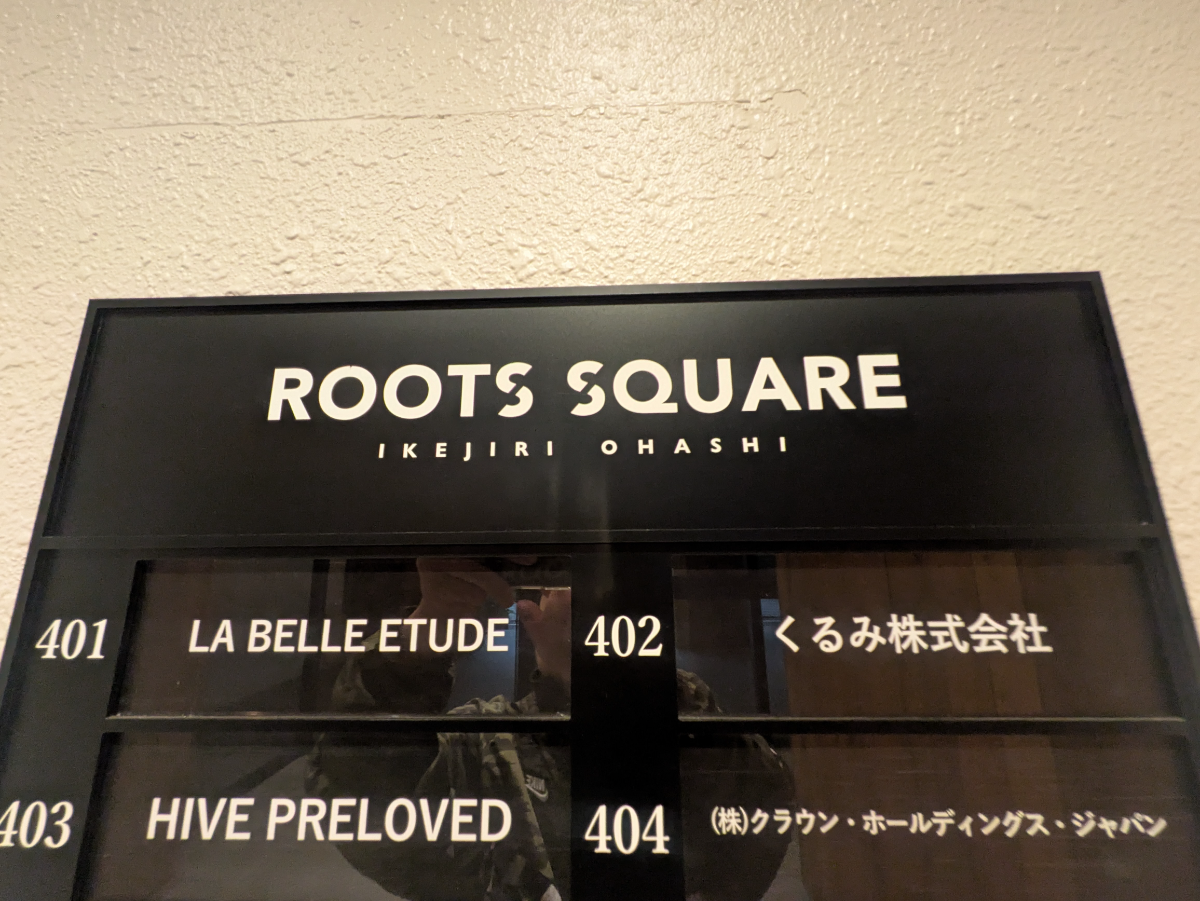 ROOTS SQUARE
IKEJIRI OHASHI
401 LA BELLE ETUDE 402 くるみ株式会社
403 HIVE PRELOVED 404 (株)クラウン・ホールディングス・ジャパン